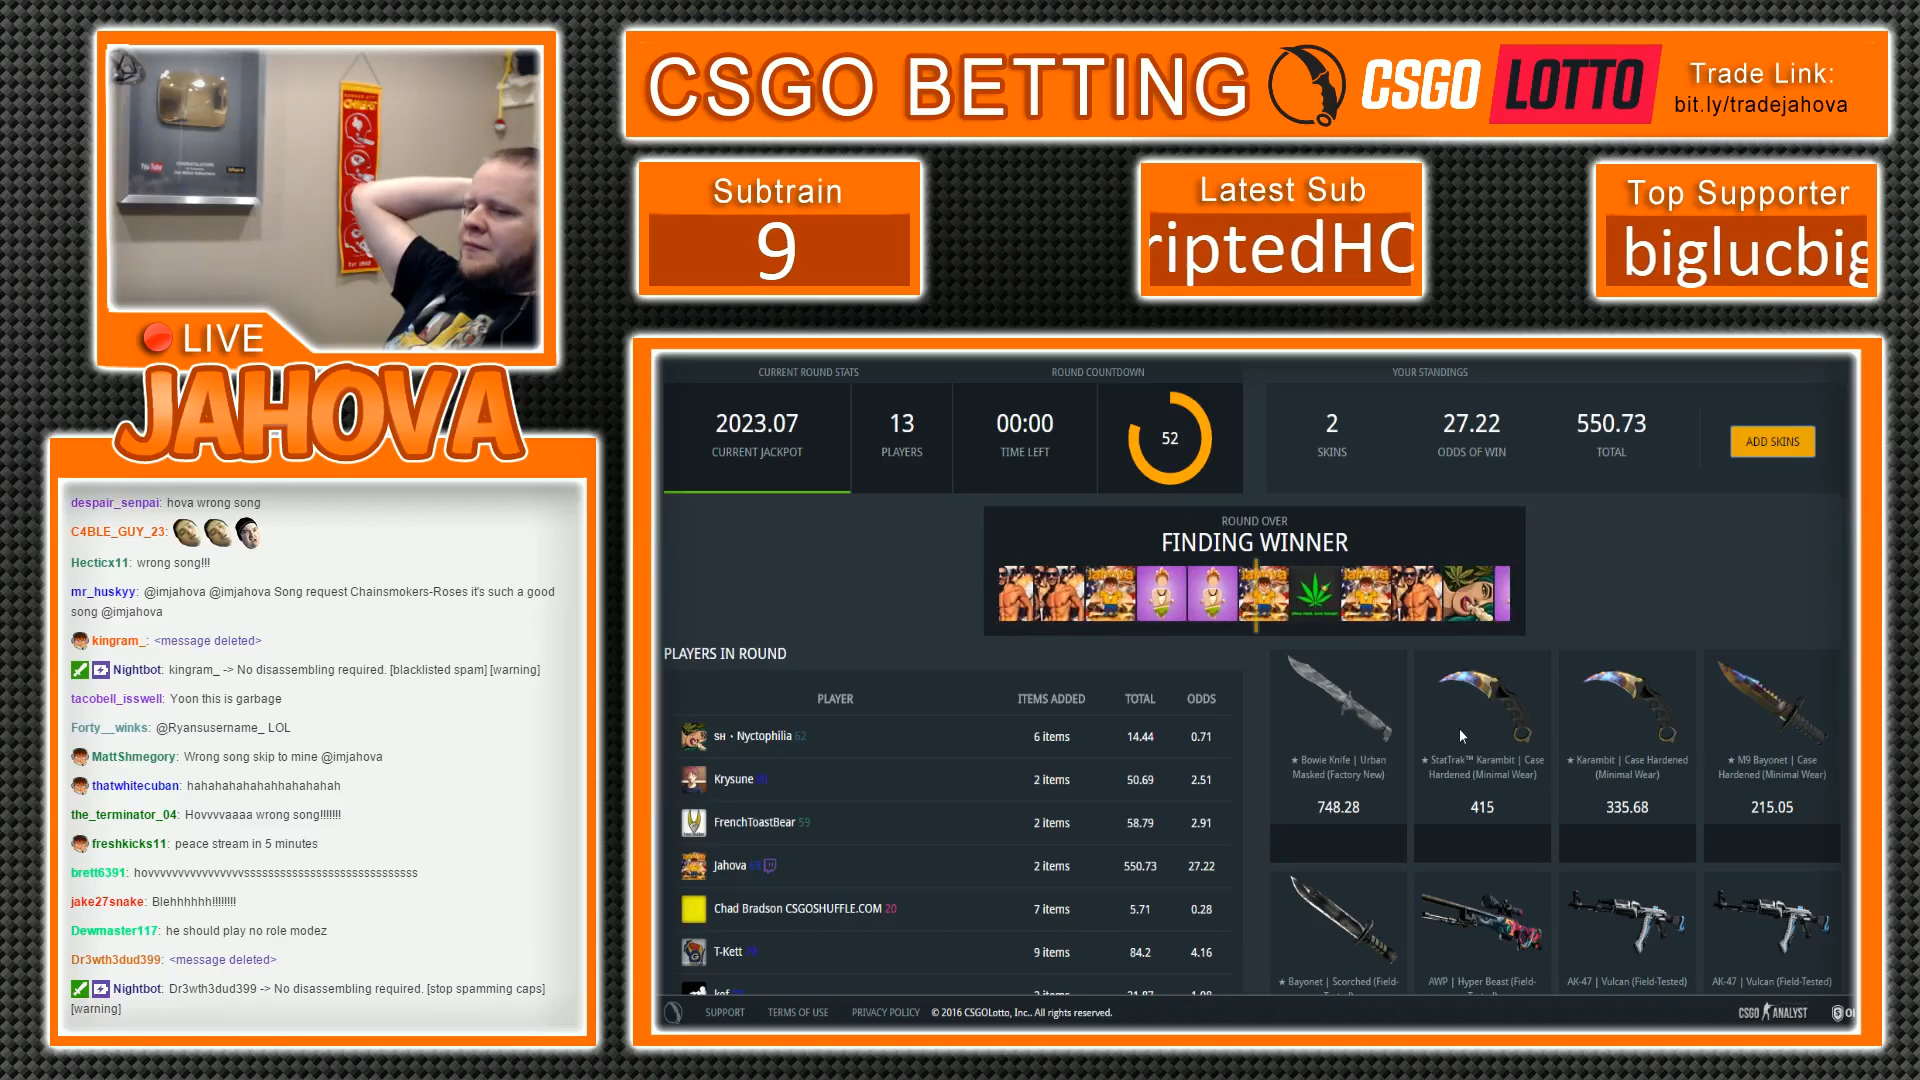 CSGO BETTING
CSGO LOTTO
Trade Link:
bit.ly/tradejahova
Subtrain
9
Latest Sub
riptedHC
Top Supporter
biglucbig
LIVE
JAHOVA
despair_senpai: hova wrong song
C4BLE_GUY_23:
Hecticx11: wrong song!!!
mr_huskyy: @imjahova @imjahova Song request Chainsmokers-Roses it's such a good
song @imjahova
kingram_: <message deleted>
Nightbot: kingram_ -> No disassembling required. [blacklisted spam] [warning]
tacobell_isswell: Yoon this is garbage
Forty__winks: @Ryansusername_ LOL
MattShmegory: Wrong song skip to mine @imjahova
thatwhitecuban: hahahahahahahhahahahah
the_terminator_04: Hovvvvaaaa wrong song!!!!!!!
freshkicks11: peace stream in 5 minutes
brett6391: hovvvvvvvvvvvvvvvsssssssssssssssssssssssssssss
jake27snake: Blehhhhhh!!!!!!!!
Dewmaster117: he should play no role modez
Dr3wth3dud399: <message deleted>
Nightbot: Dr3wth3dud399 -> No disassembling required. [stop spamming caps]
[warning]
CURRENT ROUND STATS
ROUND COUNTDOWN
YOUR STANDINGS
2023.07
CURRENT JACKPOT
13
PLAYERS
00:00
TIME LEFT
52
2
SKINS
27.22
ODDS OF WIN
550.73
TOTAL
ADD SKINS
ROUND OVER
FINDING WINNER
PLAYERS IN ROUND
PLAYER ITEMS ADDED TOTAL ODDS
SH・Nyctophilia 62 6 items 14.44 0.71
Krysune 2 items 50.69 2.51
FrenchToastBear 59 2 items 58.79 2.91
Jahova 2 items 550.73 27.22
Chad Bradson CSGOSHUFFLE.COM 20 7 items 5.71 0.28
T-Kett 9 items 84.2 4.16
★ Bowie Knife | Urban
Masked (Factory New)
748.28
★ StatTrak™ Karambit | Case
Hardened (Minimal Wear)
415
★ Karambit | Case Hardened
(Minimal Wear)
335.68
★ M9 Bayonet | Case
Hardened (Minimal Wear)
215.05
★ Bayonet | Scorched (Field-
AWP | Hyper Beast (Field-
AK-47 | Vulcan (Field-Tested)
AK-47 | Vulcan (Field-Tested)
SUPPORT
TERMS OF USE
PRIVACY POLICY
© 2016 CSGOLotto, Inc.. All rights reserved.
CSGO ANALYST